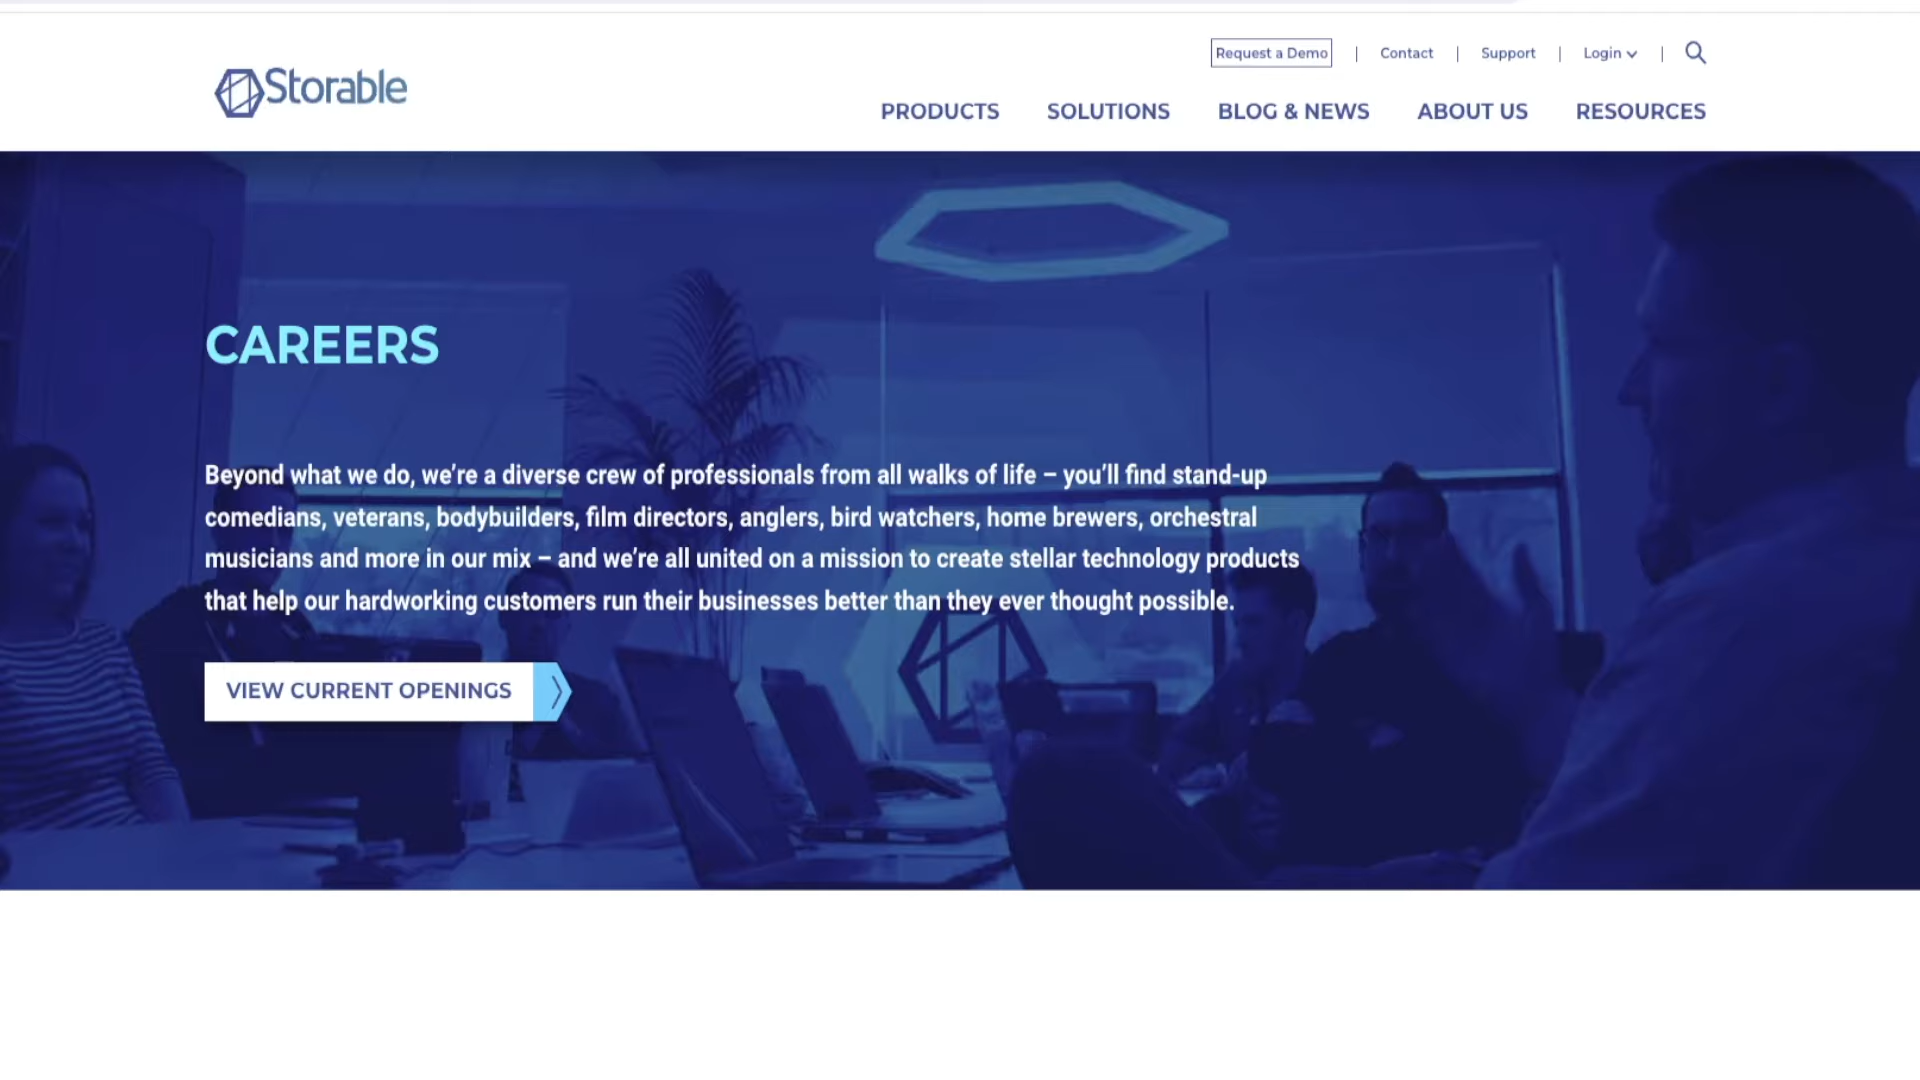 Request a Demo | Contact | Support | Login |
Storable
PRODUCTS SOLUTIONS BLOG & NEWS ABOUT US RESOURCES
CAREERS
Beyond what we do, we’re a diverse crew of professionals from all walks of life – you’ll find stand-up
comedians, veterans, bodybuilders, film directors, anglers, bird watchers, home brewers, orchestral
musicians and more in our mix – and we’re all united on a mission to create stellar technology products
that help our hardworking customers run their businesses better than they ever thought possible.
VIEW CURRENT OPENINGS